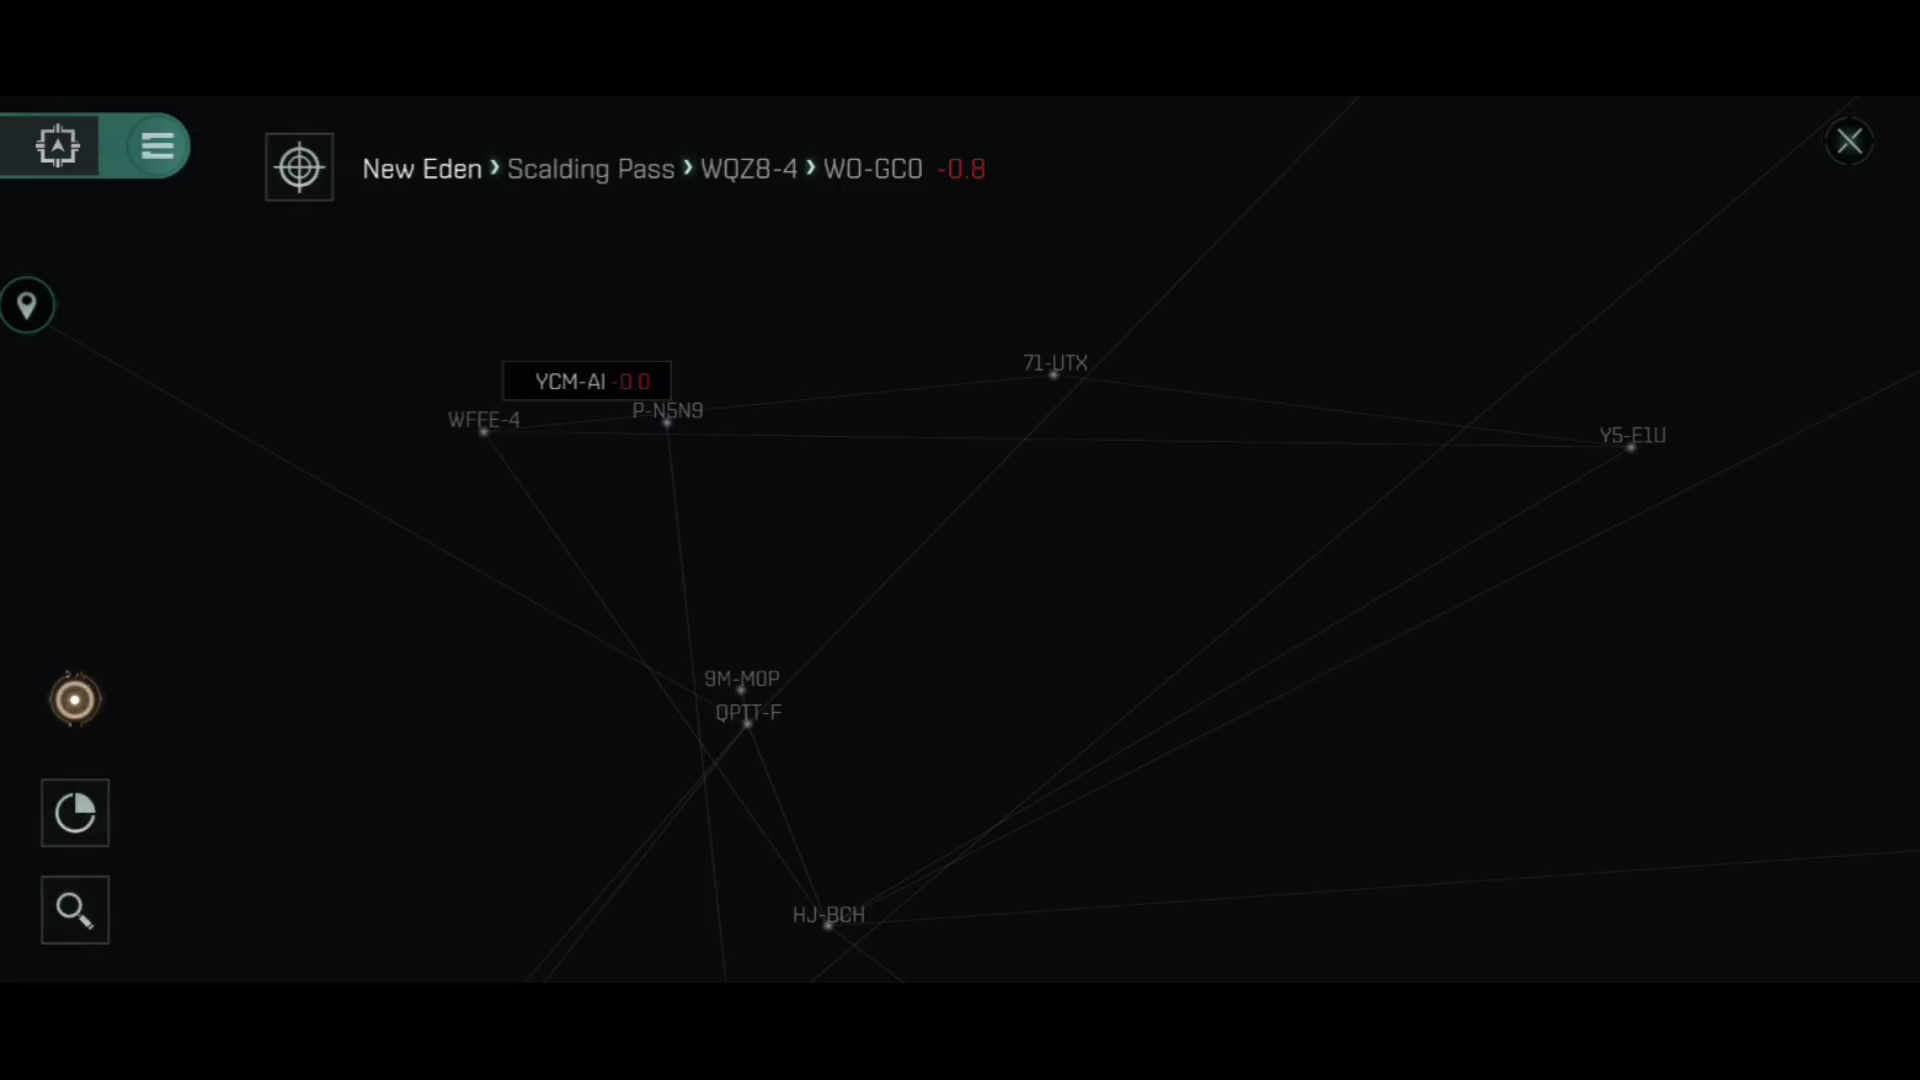 New Eden › Scalding Pass › WQZ8-4 › WO-GCO -0.8
71-UTX
YCM-AI -0.0
P-N5N9
WFFE-4
Y5-E1U
9M-M0P
QPTT-F
HJ-BCH